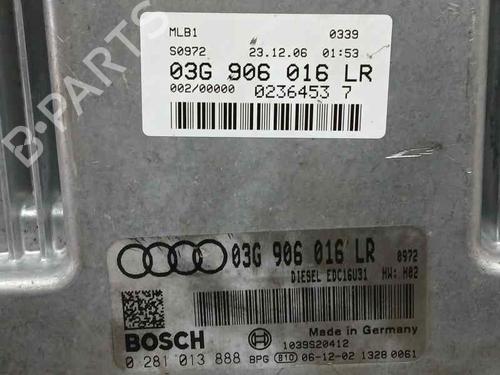 MLB1 0339
S0972 23.12.06 01:53
03G 906 016 LR
002/00000 0236453 7
B-PARTS
03G 906 016 LR 0972
DIESEL EDC16U31 HW: H02
Made in Germany
BOSCH 1039S20412
0 281 013 888 BPG 810 06-12-02 1328 0061